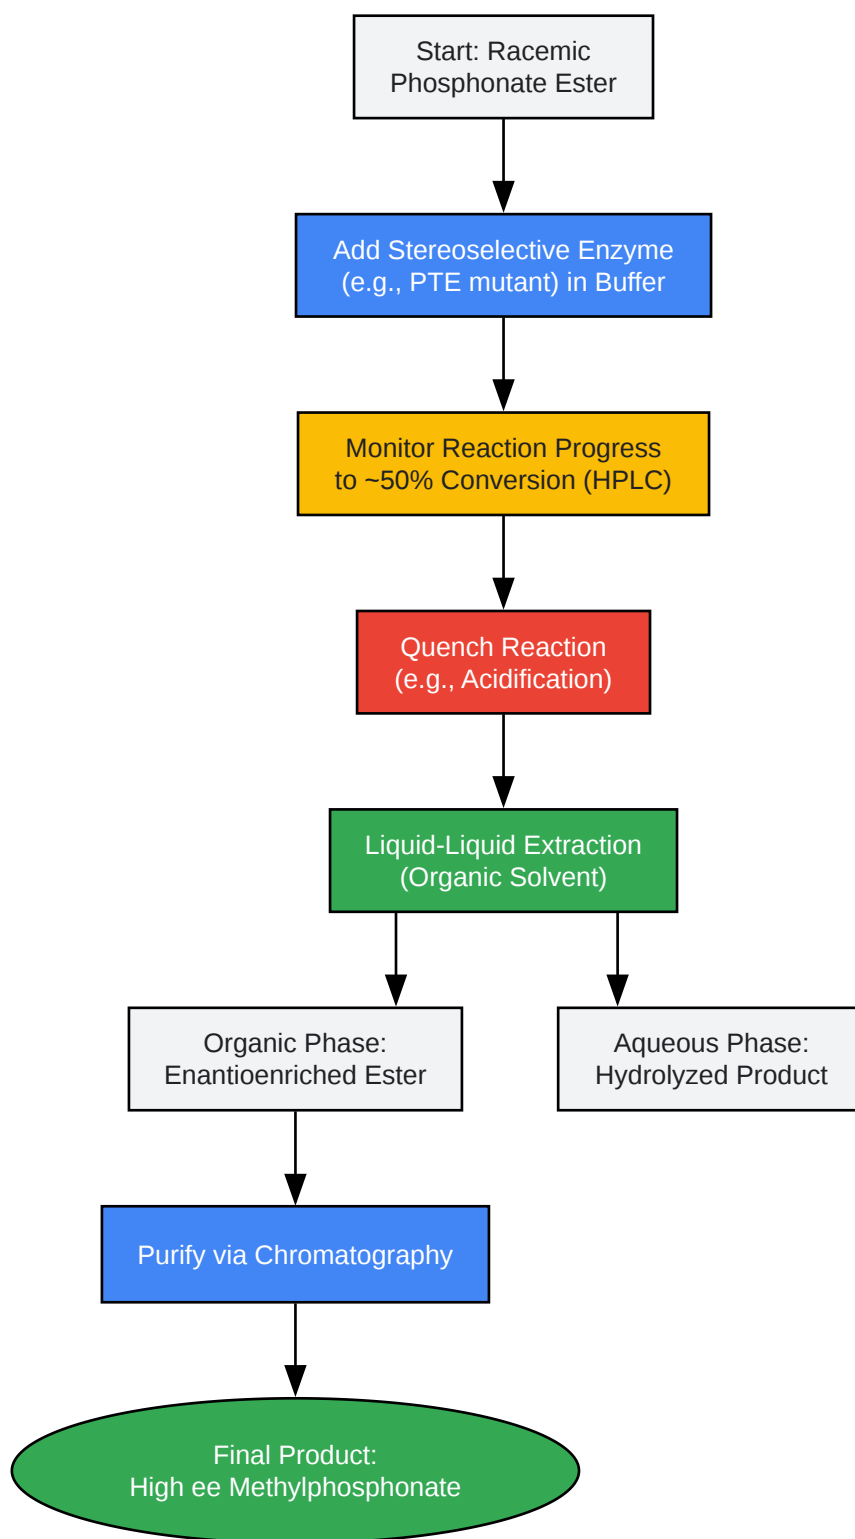 Start: Racemic
Phosphonate Ester
Add Stereoselective Enzyme
(e.g., PTE mutant) in Buffer
Monitor Reaction Progress
to ~50% Conversion (HPLC)
Quench Reaction
(e.g., Acidification)
Liquid-Liquid Extraction
(Organic Solvent)
Organic Phase:
Enantioenriched Ester
Aqueous Phase:
Hydrolyzed Product
Purify via Chromatography
Final Product:
High ee Methylphosphonate